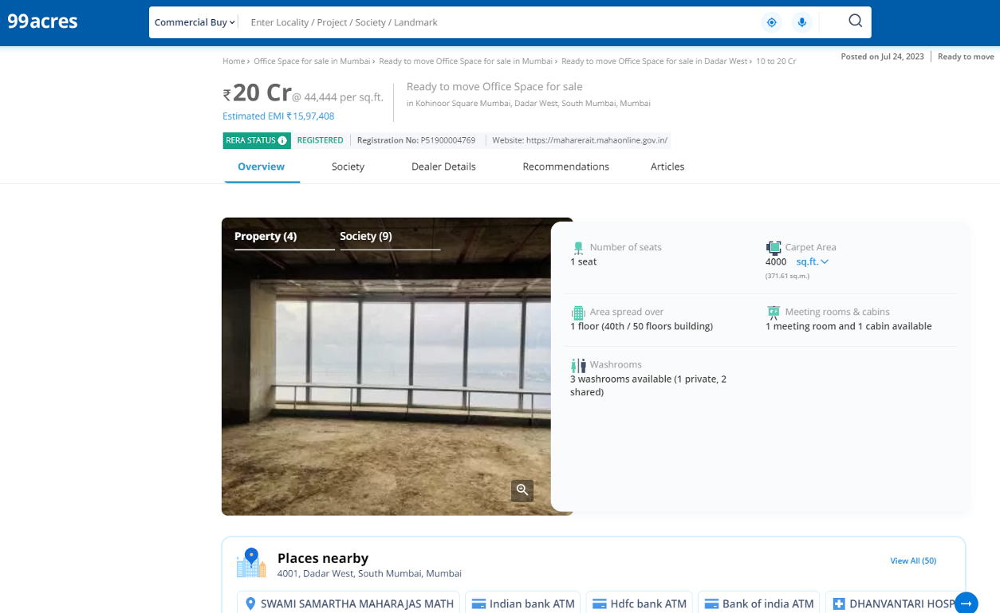 99acres
Commercial Buy
Enter Locality / Project / Society / Landmark
Home › Office Space for sale in Mumbai › Ready to move Office Space for sale in Mumbai › Ready to move Office Space for sale in Dadar West › 10 to 20 Cr
Posted on Jul 24, 2023 Ready to move
₹20 Cr@ 44,444 per sq.ft.
Estimated EMI ₹15,97,408
Ready to move Office Space for sale
in Kohinoor Square Mumbai, Dadar West, South Mumbai, Mumbai
RERA STATUS REGISTERED Registration No: P51900004769 Website: https://maharerait.mahaonline.gov.in/
Overview Society Dealer Details Recommendations Articles
Property (4) Society (9)
Number of seats
1 seat
Carpet Area
4000 sq.ft.
(371.61 sq.m.)
Area spread over
1 floor (40th / 50 floors building)
Meeting rooms & cabins
1 meeting room and 1 cabin available
Washrooms
3 washrooms available (1 private, 2
shared)
Places nearby
4001, Dadar West, South Mumbai, Mumbai
View All (50)
SWAMI SAMARTHA MAHARAJAS MATH Indian bank ATM Hdfc bank ATM Bank of india ATM DHANVANTARI HOSP